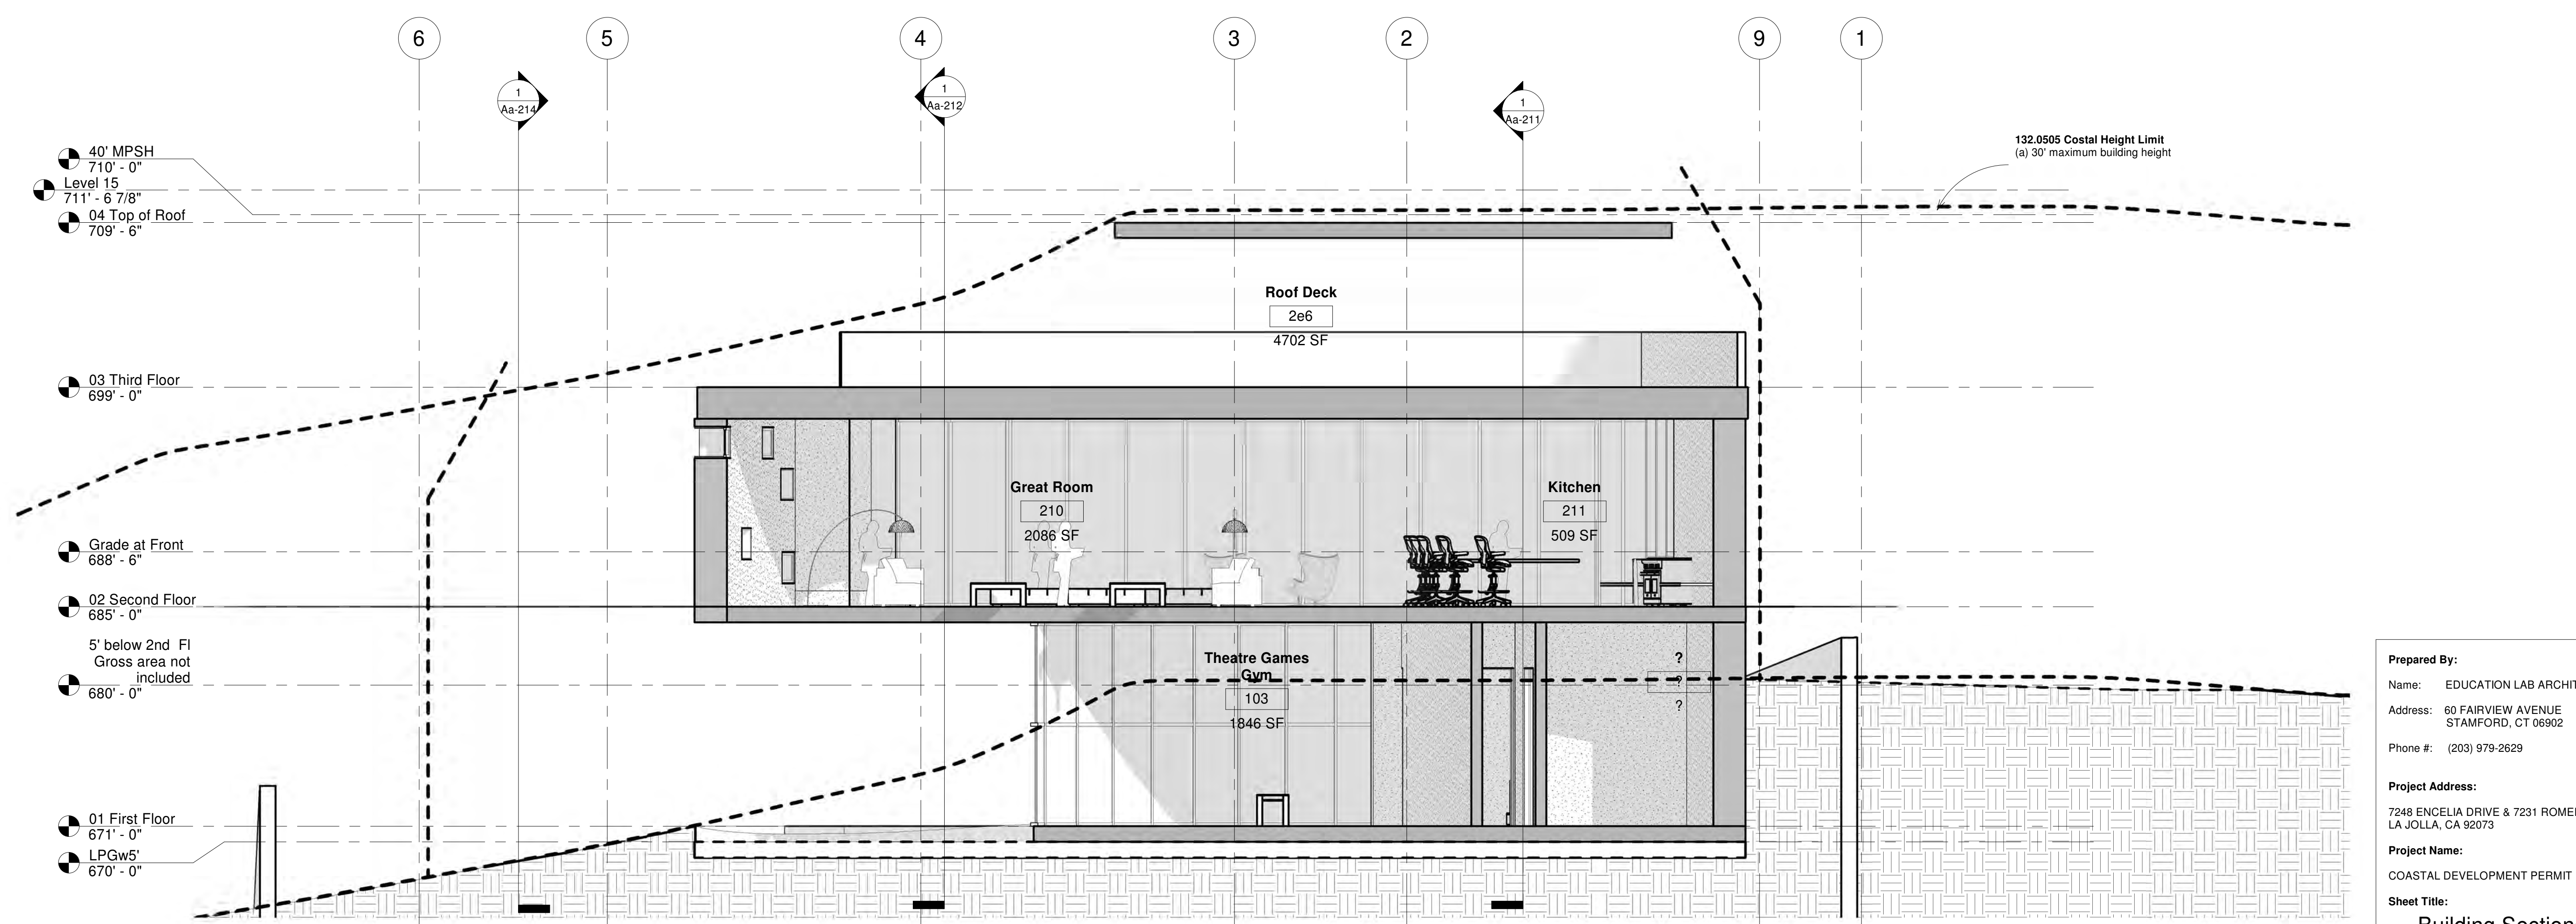 6
5
4
3
2
9
1
1
Aa-214
1
Aa-212
1
Aa-211
132.0505 Costal Height Limit
(a) 30' maximum building height
40' MPSH
710' - 0"
Level 15
711' - 6 7/8"
04 Top of Roof
709' - 6"
Roof Deck
2e6
4702 SF
03 Third Floor
699' - 0"
Great Room
210
2086 SF
Kitchen
211
509 SF
Grade at Front
688' - 6"
02 Second Floor
685' - 0"
5' below 2nd Fl
Gross area not
included
680' - 0"
Theatre Games
Gym
103
1846 SF
?
?
?
01 First Floor
671' - 0"
LPGw5'
670' - 0"
Prepared By:
Name: EDUCATION LAB ARCHIT
Address: 60 FAIRVIEW AVENUE
STAMFORD, CT 06902
Phone #: (203) 979-2629
Project Address:
7248 ENCELIA DRIVE & 7231 ROME
LA JOLLA, CA 92073
Project Name:
COASTAL DEVELOPMENT PERMIT
Sheet Title:
Building Section